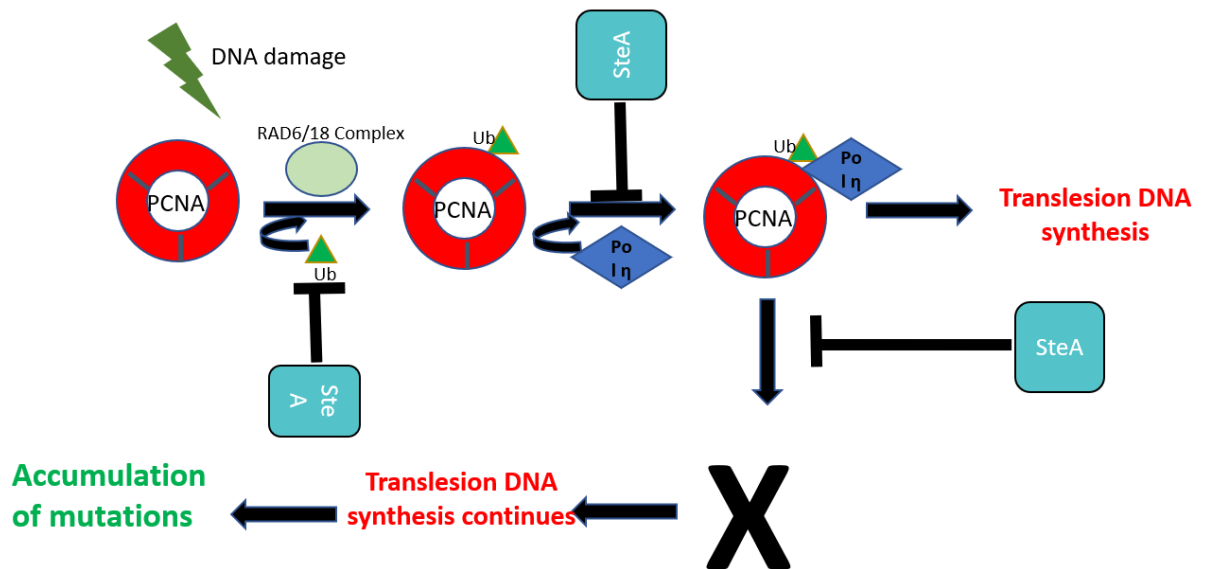 DNA damage
SteA
RAD6/18 Complex
Ub
Ub
PCNA
PCNA
PCNA
Po
l η
Translesion DNA
synthesis
Po
l η
Ub
Ste
A
SteA
Accumulation
of mutations
Translesion DNA
synthesis continues
X